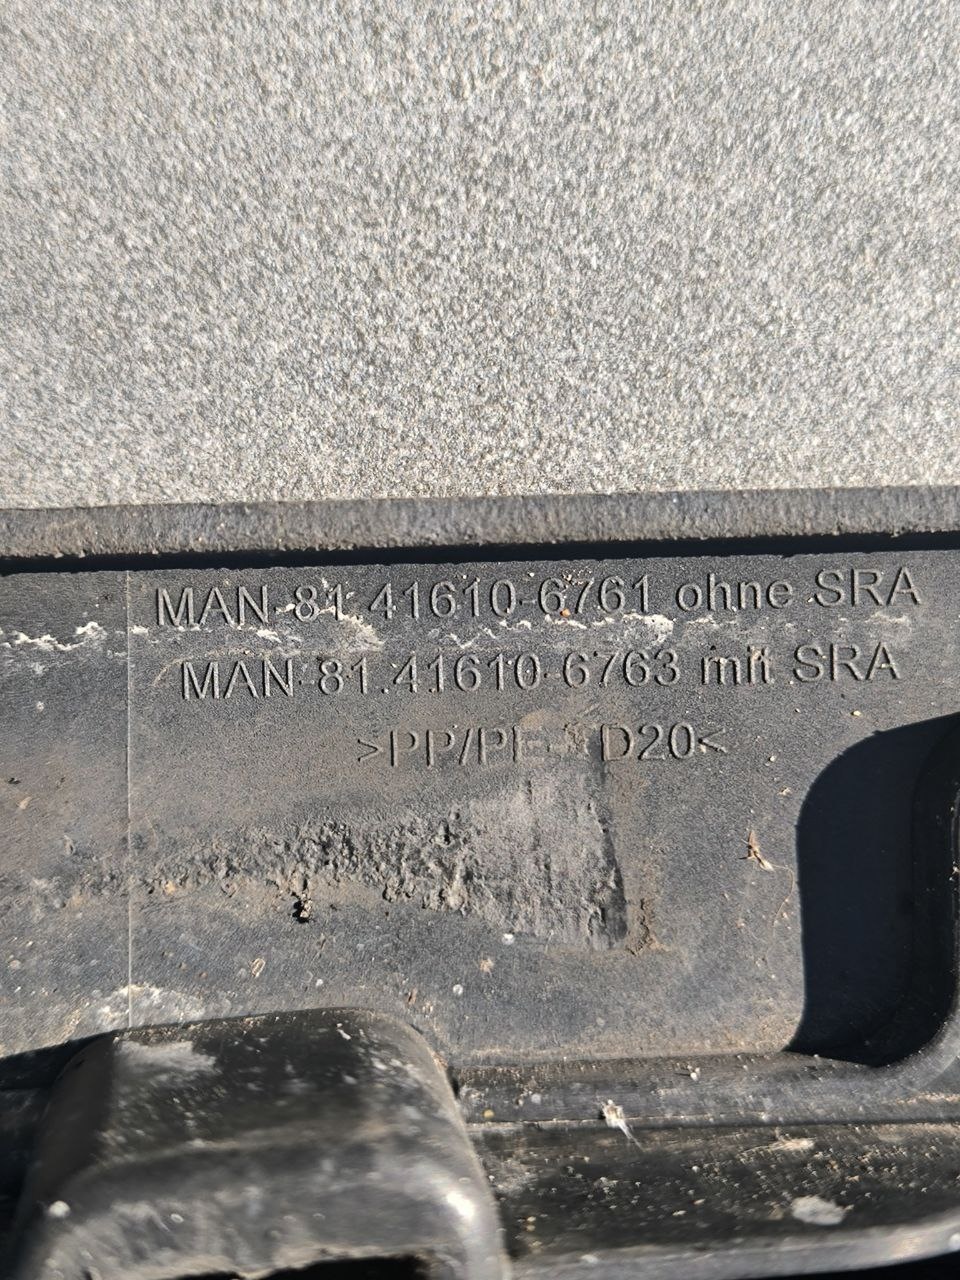 MAN 81.41610-6761 ohne SRA
MAN 81.41610-6763 mit SRA
>PP/PE- D20<